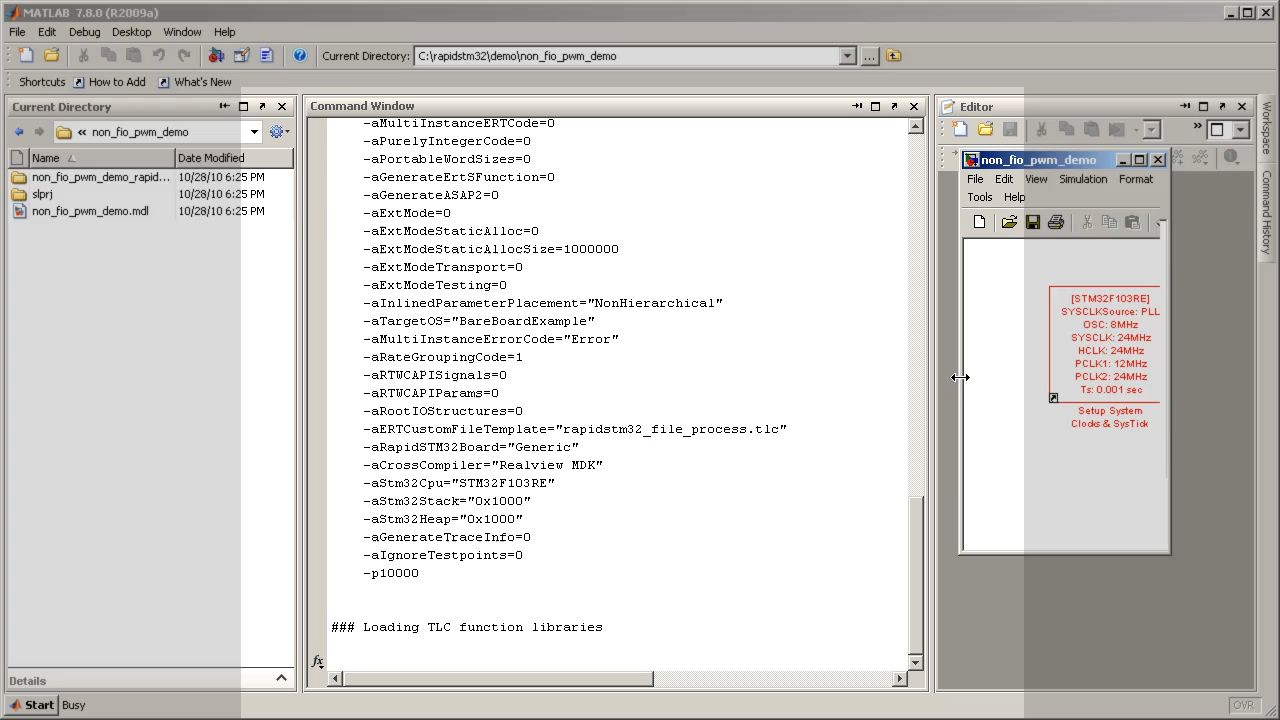 MATLAB 7.8.0 (R2009a)
File Edit Debug Desktop Window Help
Current Directory: C:\rapidstm32\demo\non_fio_pwm_demo ...
Shortcuts How to Add What's New
Current Directory
non_fio_pwm_demo
Name Date Modified
non_fio_pwm_demo_rapid... 10/28/10 6:25 PM
slprj 10/28/10 6:25 PM
non_fio_pwm_demo.mdl 10/28/10 6:25 PM
Details
Command Window
-aMultiInstanceERTCode=0
-aPurelyIntegerCode=0
-aPortableWordSizes=0
-aGenerateErtSFunction=0
-aGenerateASAP2=0
-aExtMode=0
-aExtModeStaticAlloc=0
-aExtModeStaticAllocSize=1000000
-aExtModeTransport=0
-aExtModeTesting=0
-aInlinedParameterPlacement="NonHierarchical"
-aTargetOS="BareBoardExample"
-aMultiInstanceErrorCode="Error"
-aRateGroupingCode=1
-aRTWCAPISignals=0
-aRTWCAPIParams=0
-aRootIOStructures=0
-aERTCustomFileTemplate="rapidstm32_file_process.tlc"
-aRapidSTM32Board="Generic"
-aCrossCompiler="Realview MDK"
-aStm32Cpu="STM32F103RE"
-aStm32Stack="0x1000"
-aStm32Heap="0x1000"
-aGenerateTraceInfo=0
-aIgnoreTestpoints=0
-p10000
### Loading TLC function libraries
fx
Editor
non_fio_pwm_demo
File Edit View Simulation Format
Tools Help
[STM32F103RE]
SYSCLKSource: PLL
OSC: 8MHz
SYSCLK: 24MHz
HCLK: 24MHz
PCLK1: 12MHz
PCLK2: 24MHz
Ts: 0.001 sec
Setup System
Clocks & SysTick
Workspace
Command History
Start Busy
OVR